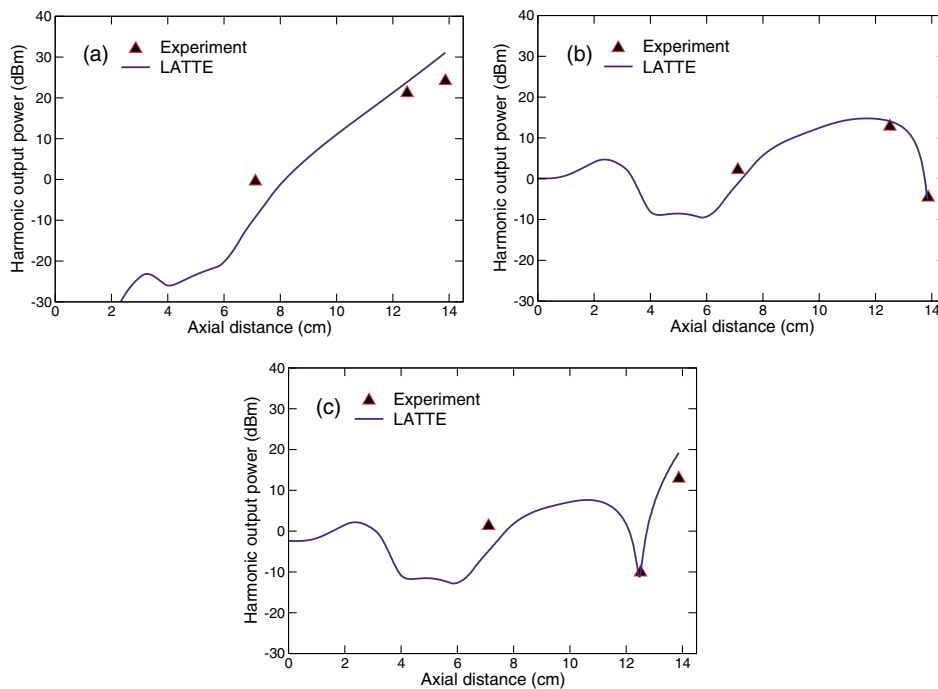 (a)
Experiment
LATTE
Harmonic output power (dBm)
40
30
20
10
0
-10
-20
-30
0 2 4 6 8 10 12 14
Axial distance (cm)
(b)
Experiment
LATTE
Harmonic output power (dBm)
40
30
20
10
0
-10
-20
-30
0 2 4 6 8 10 12 14
Axial distance (cm)
(c)
Experiment
LATTE
Harmonic output power (dBm)
40
30
20
10
0
-10
-20
-30
0 2 4 6 8 10 12 14
Axial distance (cm)